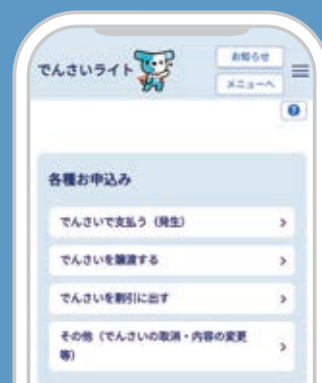 でんさいライト
お知らせ
メニューへ
?
各種お申込み
でんさいで支払う（発生）
でんさいを譲渡する
でんさいを割引に出す
その他（でんさいの取消・内容の変更
等）